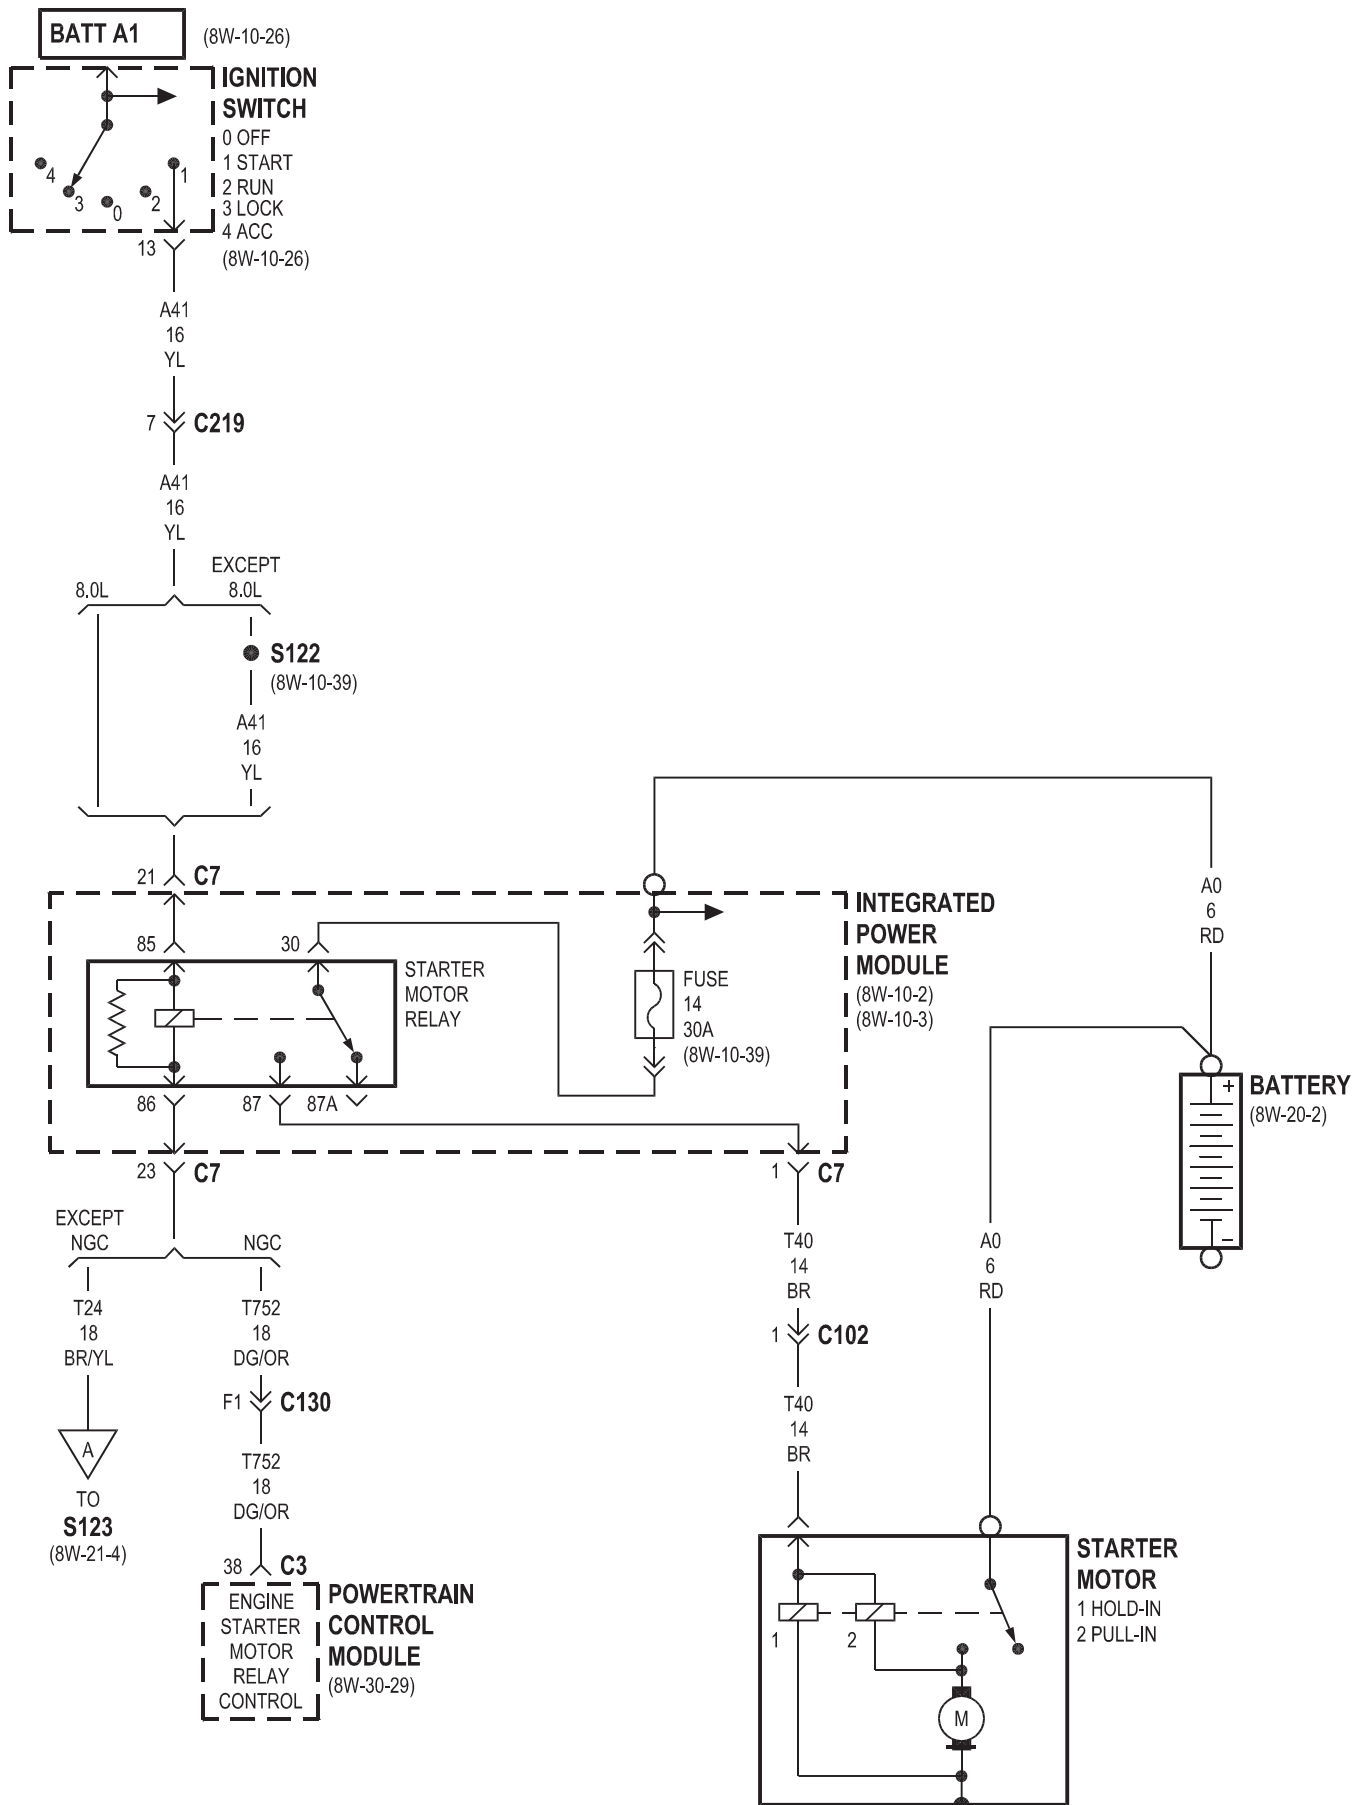 BATT A1
(8W-10-26)
IGNITION
SWITCH
0 OFF
1 START
2 RUN
3 LOCK
4 ACC
(8W-10-26)
4
3
0
2
1
13
A41
16
YL
7
C219
A41
16
YL
8.0L
EXCEPT
8.0L
S122
(8W-10-39)
A41
16
YL
21
C7
85
30
STARTER
MOTOR
RELAY
FUSE
14
30A
(8W-10-39)
INTEGRATED
POWER
MODULE
(8W-10-2)
(8W-10-3)
A0
6
RD
86
87
87A
+
-
BATTERY
(8W-20-2)
23
C7
1
C7
EXCEPT
NGC
NGC
T24
18
BR/YL
T752
18
DG/OR
T40
14
BR
A0
6
RD
F1
C130
1
C102
A
TO
S123
(8W-21-4)
T752
18
DG/OR
T40
14
BR
38
C3
ENGINE
STARTER
MOTOR
RELAY
CONTROL
POWERTRAIN
CONTROL
MODULE
(8W-30-29)
STARTER
MOTOR
1 HOLD-IN
2 PULL-IN
1
2
M